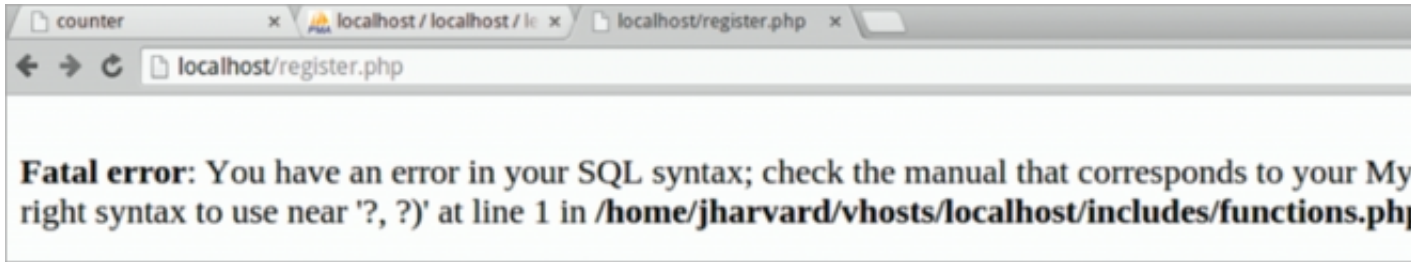 counter
localhost / localhost / le
localhost/register.php
localhost/register.php
Fatal error: You have an error in your SQL syntax; check the manual that corresponds to your My
right syntax to use near '?, ?)' at line 1 in /home/jharvard/vhosts/localhost/includes/functions.php